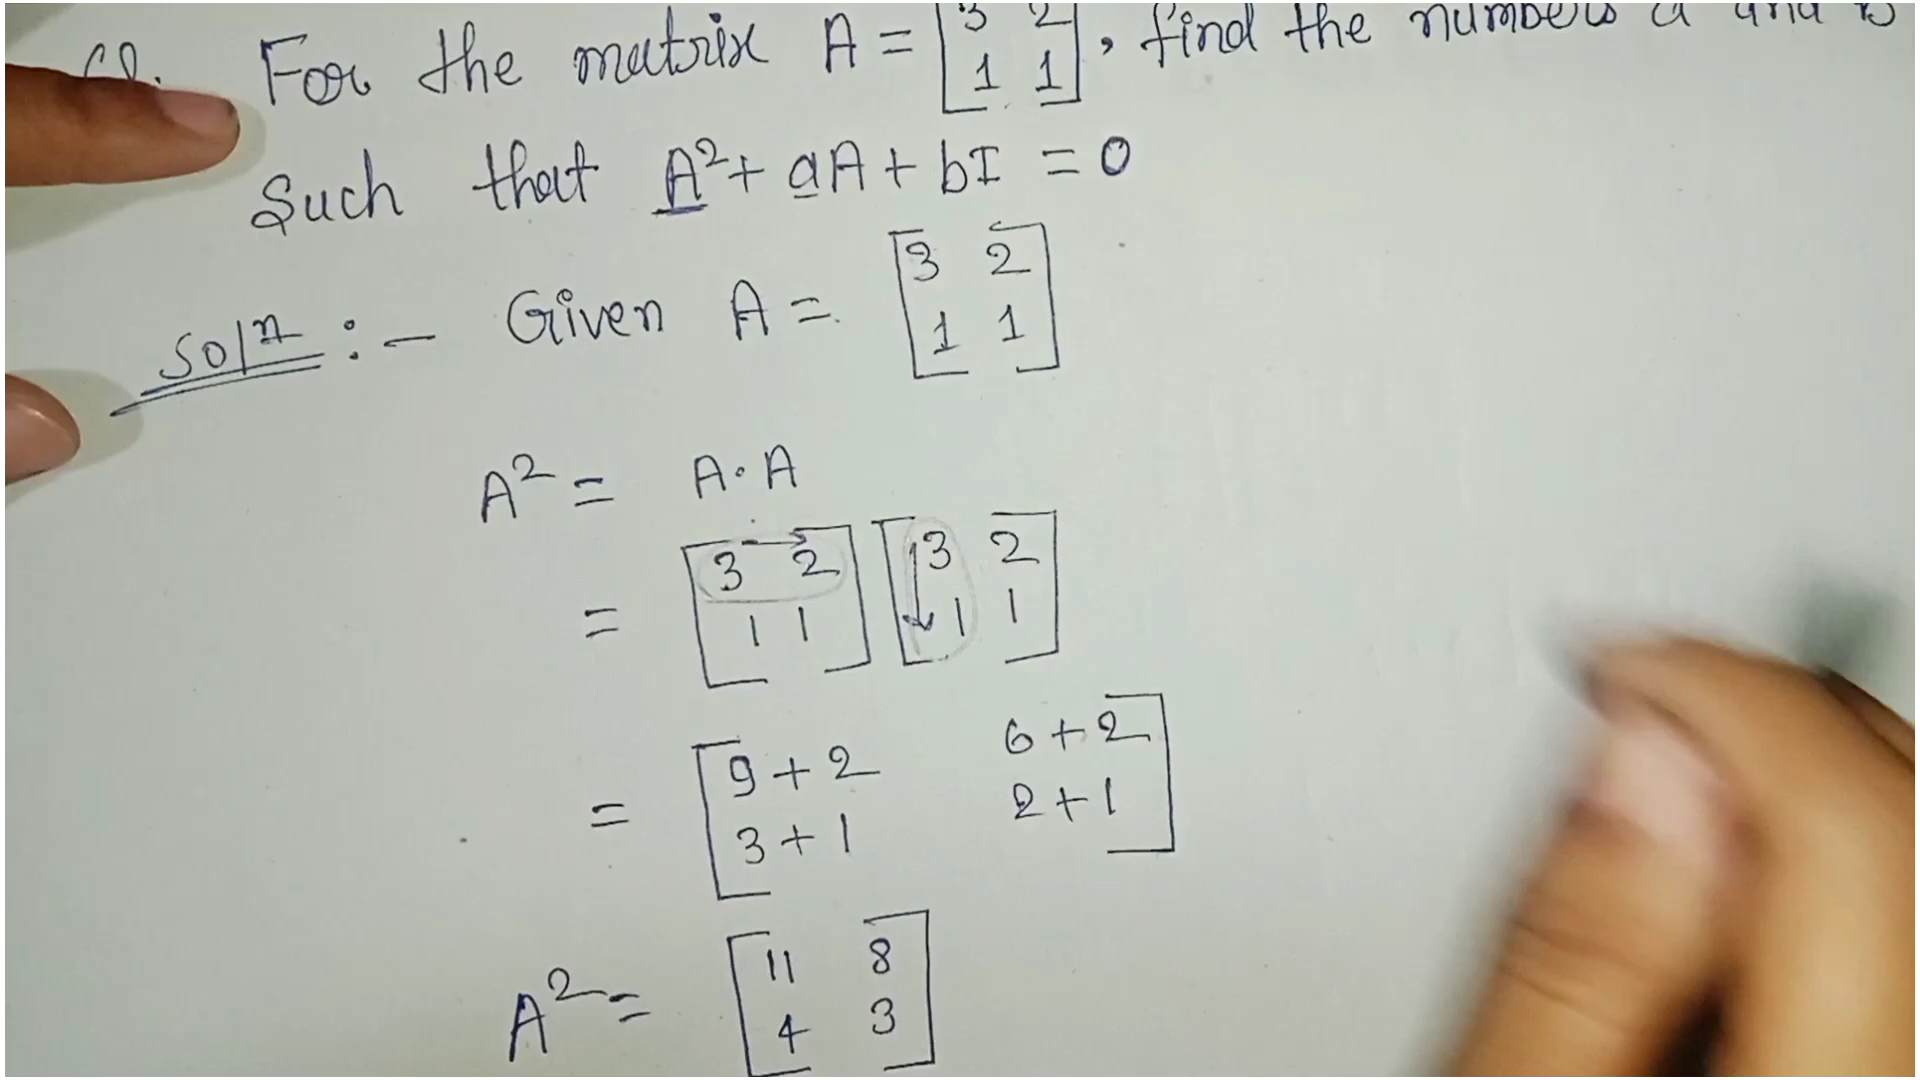 For the matrix A = [3 2; 1 1], find the numbers a and b
Such that A² + aA + bI = 0
Solⁿ :- Given A = [3 2; 1 1]
A² = A·A
= [3 2; 1 1] [3 2; 1 1]
= [9+2 6+2; 3+1 2+1]
A² = [11 8; 4 3]